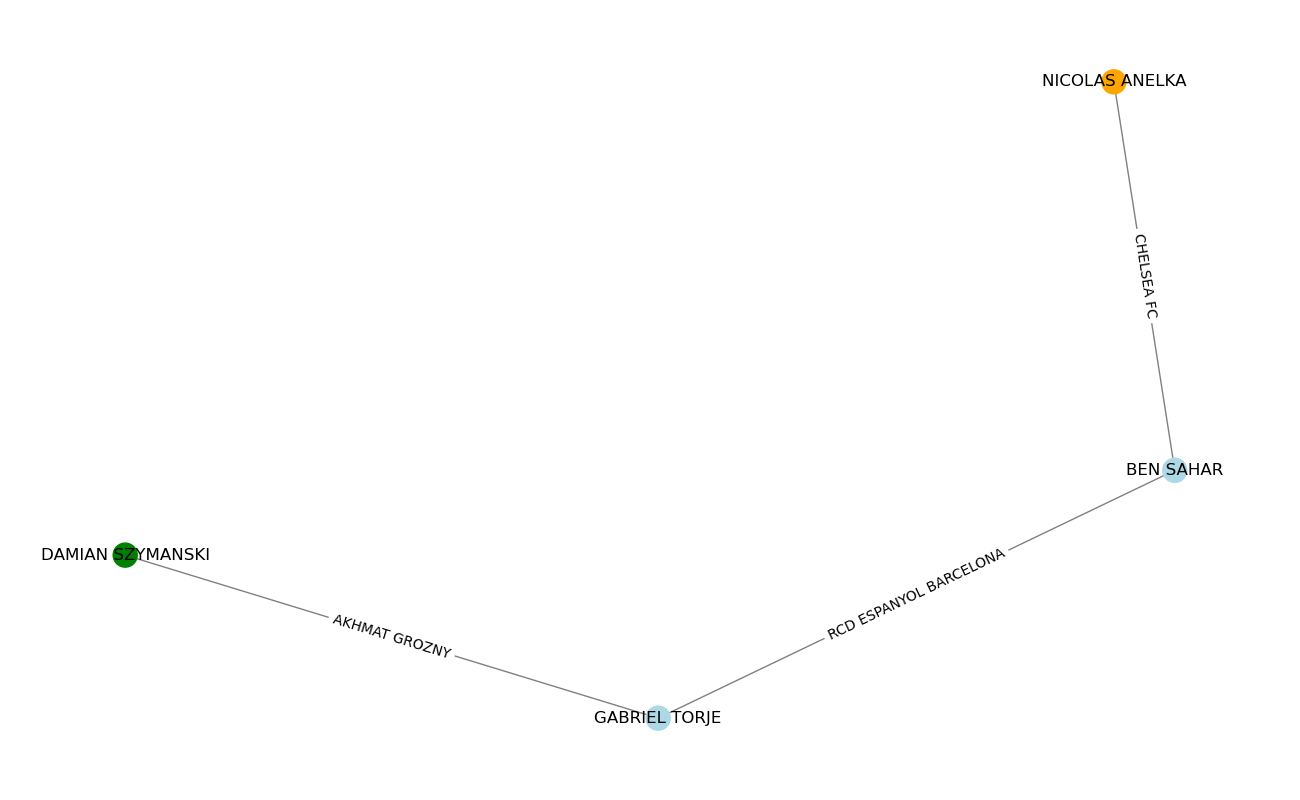 NICOLAS ANELKA
CHELSEA FC
BEN SAHAR
RCD ESPANYOL BARCELONA
DAMIAN SZYMANSKI
AKHMAT GROZNY
GABRIEL TORJE